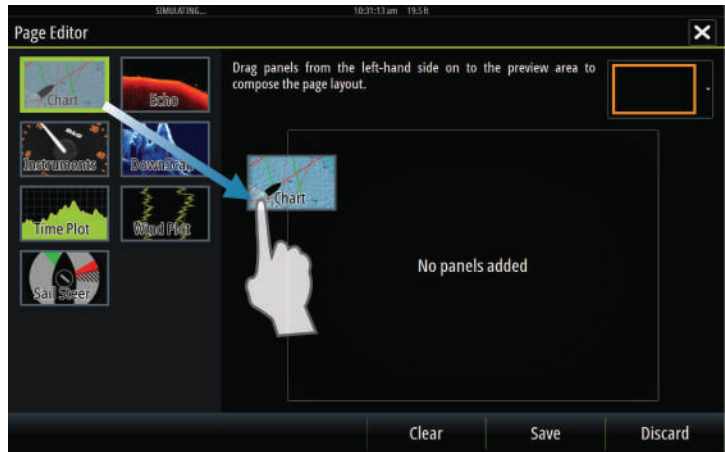 SIMULATING...
10:31:13 am 19.5 ft
Page Editor
Drag panels from the left-hand side on to the preview area to
compose the page layout.
Chart
Echo
Instruments
DownScan
Time Plot
Wind Plot
Sail Steer
Chart
No panels added
Clear
Save
Discard